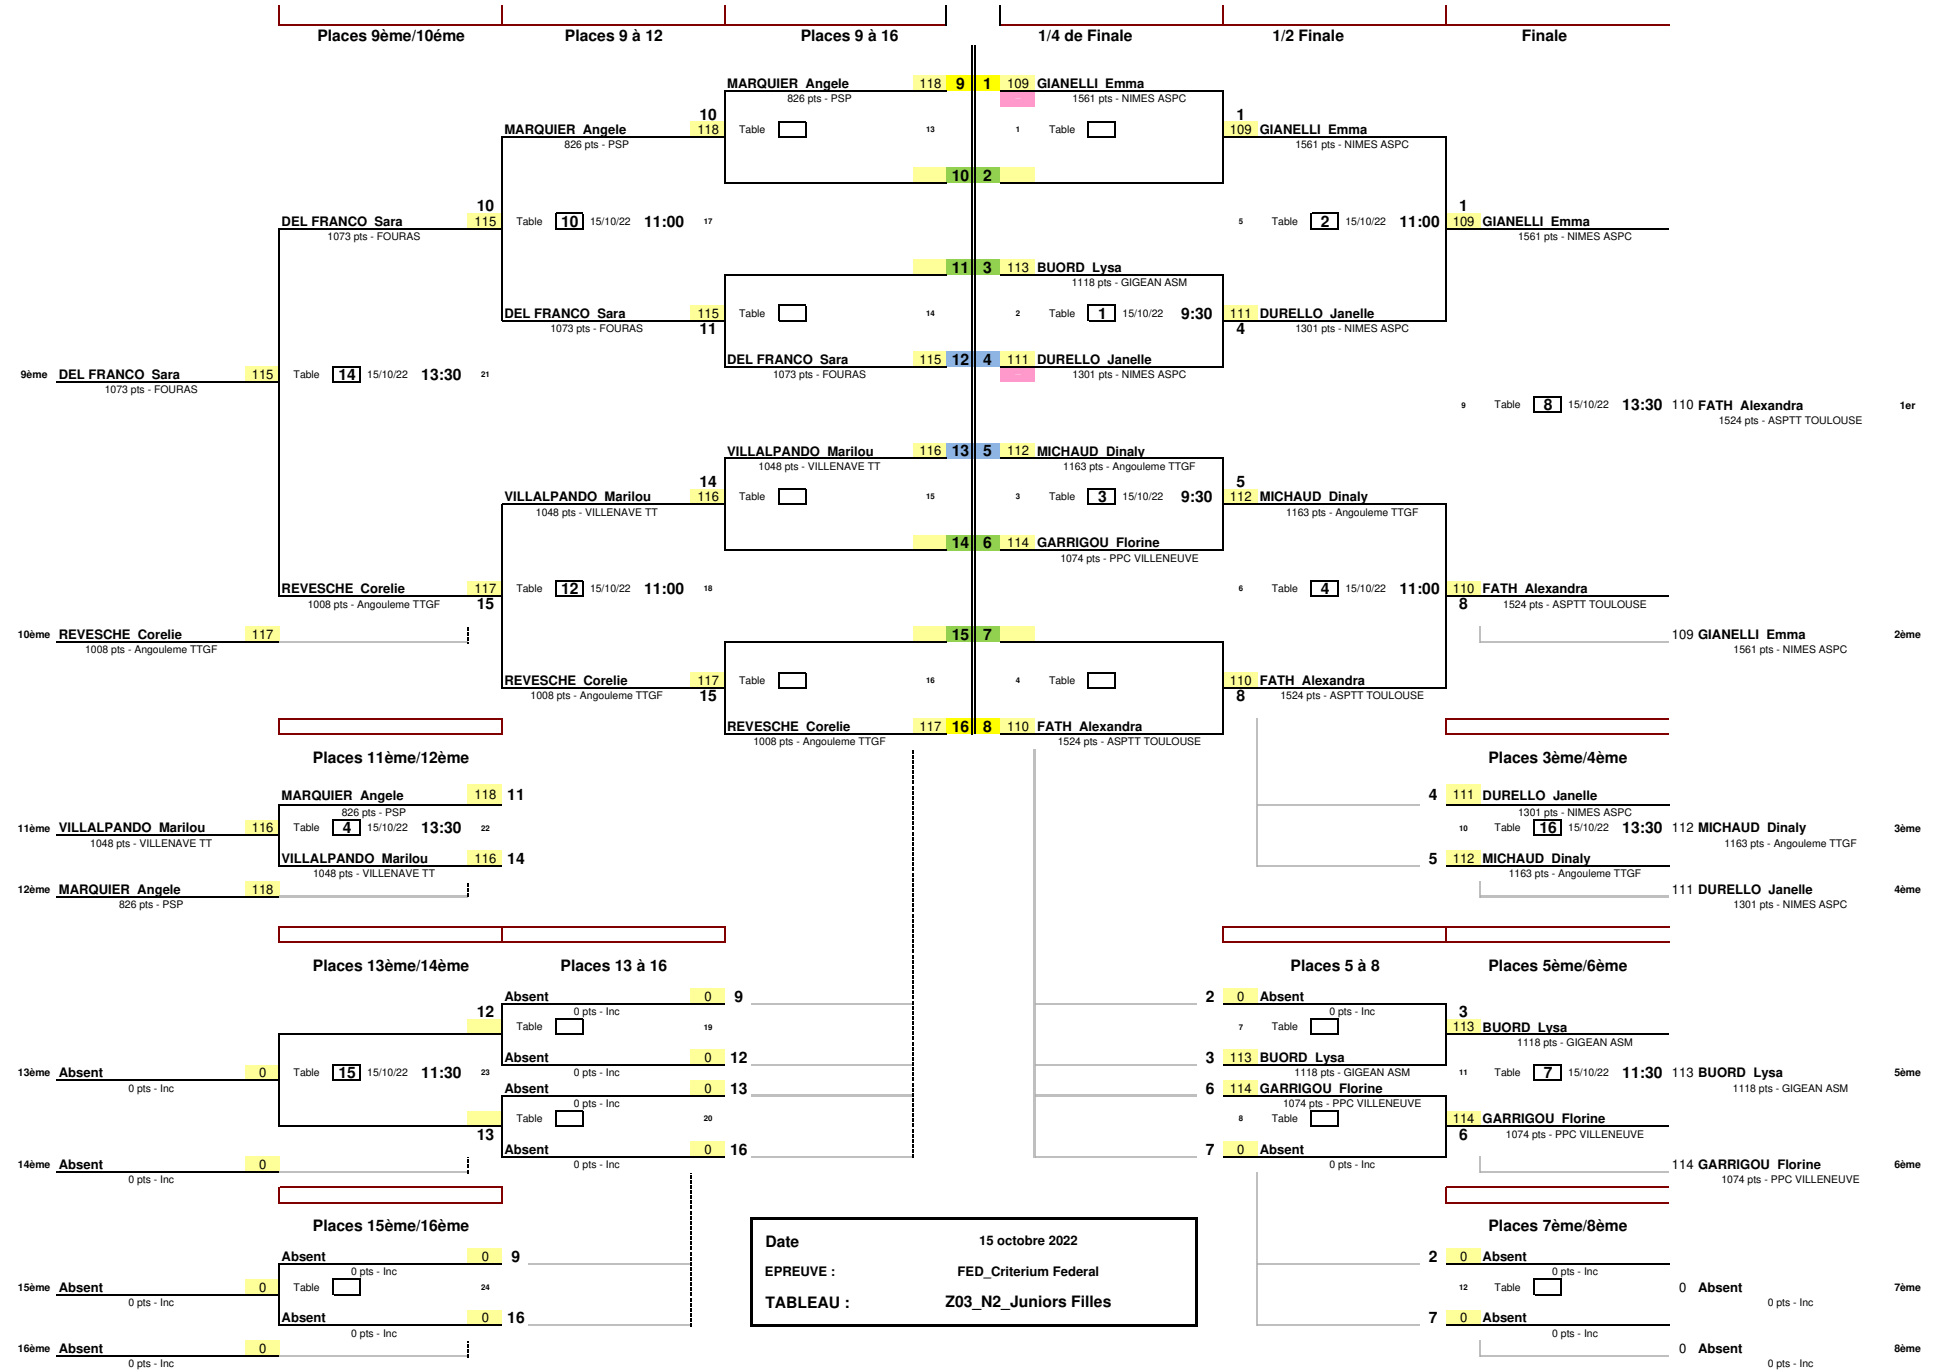 Places 9ème/10éme Places 9 à 12 Places 9 à 16 1/4 de Finale 1/2 Finale Finale
MARQUIER Angele 118 9 1 109 GIANELLI Emma
826 pts - PSP 1561 pts - NIMES ASPC
10 1
MARQUIER Angele 118 Table 13 1 Table 109 GIANELLI Emma
826 pts - PSP 1561 pts - NIMES ASPC
10 2
10 1
DEL FRANCO Sara 115 Table 10 15/10/22 11:00 17 5 Table 2 15/10/22 11:00 109 GIANELLI Emma
1073 pts - FOURAS 1561 pts - NIMES ASPC
11 3 113 BUORD Lysa
1118 pts - GIGEAN ASM
DEL FRANCO Sara 115 Table 14 2 Table 1 15/10/22 9:30 111 DURELLO Janelle
1073 pts - FOURAS 11 4 1301 pts - NIMES ASPC
DEL FRANCO Sara 115 12 4 111 DURELLO Janelle
9ème DEL FRANCO Sara 115 Table 14 15/10/22 13:30 21 1073 pts - FOURAS 1301 pts - NIMES ASPC
1073 pts - FOURAS
9 Table 8 15/10/22 13:30 110 FATH Alexandra 1er
1524 pts - ASPTT TOULOUSE
VILLALPANDO Marilou 116 13 5 112 MICHAUD Dinaly
1048 pts - VILLENAVE TT 1163 pts - Angouleme TTGF
14 5
VILLALPANDO Marilou 116 Table 15 3 Table 3 15/10/22 9:30 112 MICHAUD Dinaly
1048 pts - VILLENAVE TT 1163 pts - Angouleme TTGF
14 6 114 GARRIGOU Florine
1074 pts - PPC VILLENEUVE
REVESCHE Corelie 117 Table 12 15/10/22 11:00 18 6 Table 4 15/10/22 11:00 110 FATH Alexandra
1008 pts - Angouleme TTGF 15 8 1524 pts - ASPTT TOULOUSE
10ème REVESCHE Corelie 117 15 7 109 GIANELLI Emma 2ème
1008 pts - Angouleme TTGF 1561 pts - NIMES ASPC
REVESCHE Corelie 117 Table 16 4 Table 110 FATH Alexandra
1008 pts - Angouleme TTGF 15 8 1524 pts - ASPTT TOULOUSE
REVESCHE Corelie 117 16 8 110 FATH Alexandra
1008 pts - Angouleme TTGF 1524 pts - ASPTT TOULOUSE
Places 11ème/12ème Places 3ème/4ème
MARQUIER Angele 118 11 4 111 DURELLO Janelle
826 pts - PSP 1301 pts - NIMES ASPC
11ème VILLALPANDO Marilou 116 Table 4 15/10/22 13:30 22 10 Table 16 15/10/22 13:30 112 MICHAUD Dinaly 3ème
1048 pts - VILLENAVE TT 1163 pts - Angouleme TTGF
VILLALPANDO Marilou 116 14 5 112 MICHAUD Dinaly
1048 pts - VILLENAVE TT 1163 pts - Angouleme TTGF
12ème MARQUIER Angele 118 111 DURELLO Janelle 4ème
826 pts - PSP 1301 pts - NIMES ASPC
Places 13ème/14ème Places 13 à 16 Places 5 à 8 Places 5ème/6ème
Absent 0 9 2 0 Absent
12 0 pts - Inc 0 pts - Inc 3
Table 19 7 Table 113 BUORD Lysa
1118 pts - GIGEAN ASM
Absent 0 12 3 113 BUORD Lysa
13ème Absent 0 Table 15 15/10/22 11:30 23 0 pts - Inc 1118 pts - GIGEAN ASM 11 Table 7 15/10/22 11:30 113 BUORD Lysa 5ème
0 pts - Inc Absent 0 13 6 114 GARRIGOU Florine 1118 pts - GIGEAN ASM
0 pts - Inc 1074 pts - PPC VILLENEUVE
Table 20 8 Table 114 GARRIGOU Florine
13 6 1074 pts - PPC VILLENEUVE
Absent 0 16 7 0 Absent
14ème Absent 0 0 pts - Inc 0 pts - Inc 114 GARRIGOU Florine 6ème
0 pts - Inc 1074 pts - PPC VILLENEUVE
Places 15ème/16ème Places 7ème/8ème
Date 15 octobre 2022
Absent 0 9 2 0 Absent
0 pts - Inc EPREUVE : FED_Criterium Federal 0 pts - Inc
15ème Absent 0 Table 24 12 Table 0 Absent 7ème
0 pts - Inc TABLEAU : Z03_N2_Juniors Filles 0 pts - Inc
Absent 0 16 7 0 Absent
0 pts - Inc 0 pts - Inc
16ème Absent 0 0 Absent 8ème
0 pts - Inc 0 pts - Inc